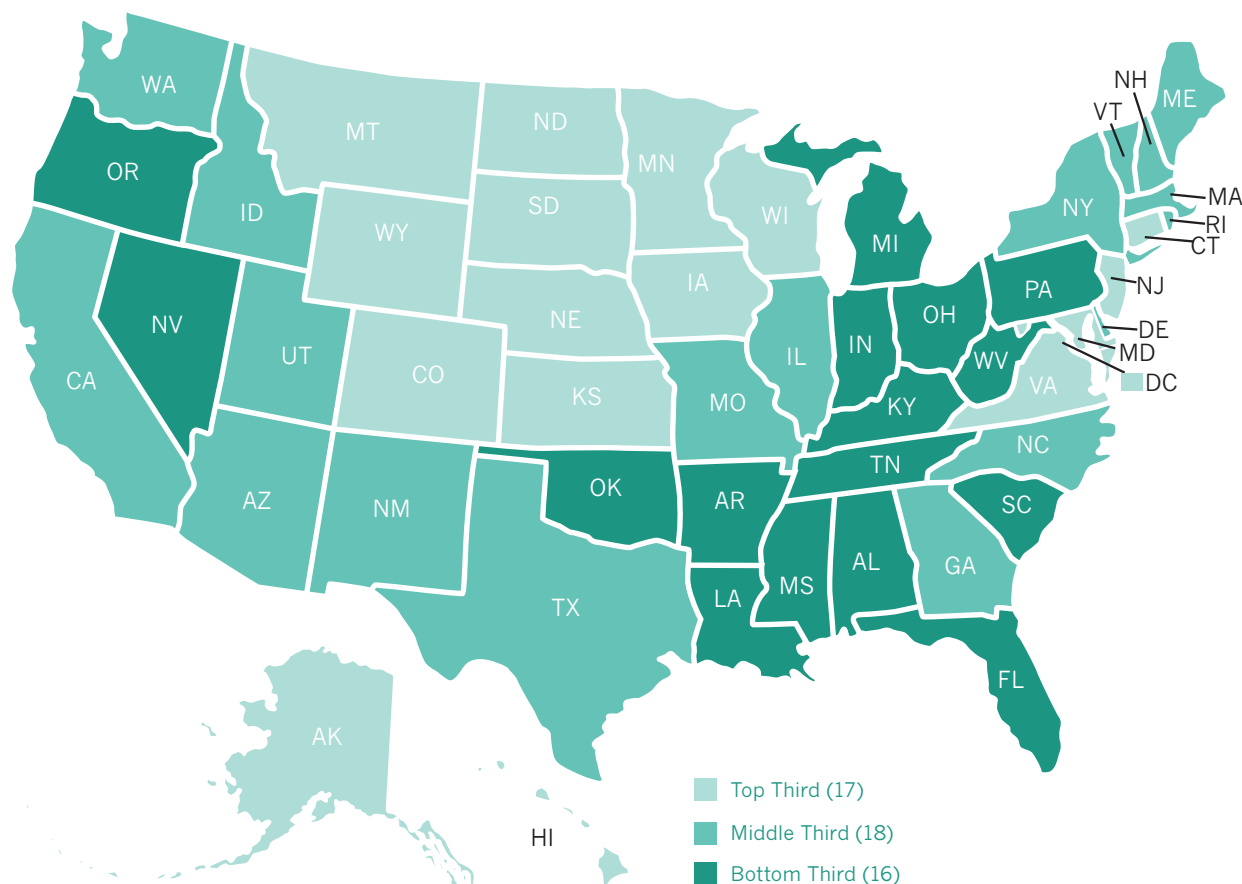 WA
OR
CA
NV
ID
MT
WY
UT
AZ
CO
NM
ND
SD
NE
KS
OK
TX
MN
IA
MO
AR
LA
WI
IL
MI
IN
OH
KY
TN
MS
AL
GA
FL
SC
NC
VA
WV
PA
NY
VT
NH
ME
MA
RI
CT
NJ
DE
MD
DC
AK
HI
Top Third (17)
Middle Third (18)
Bottom Third (16)